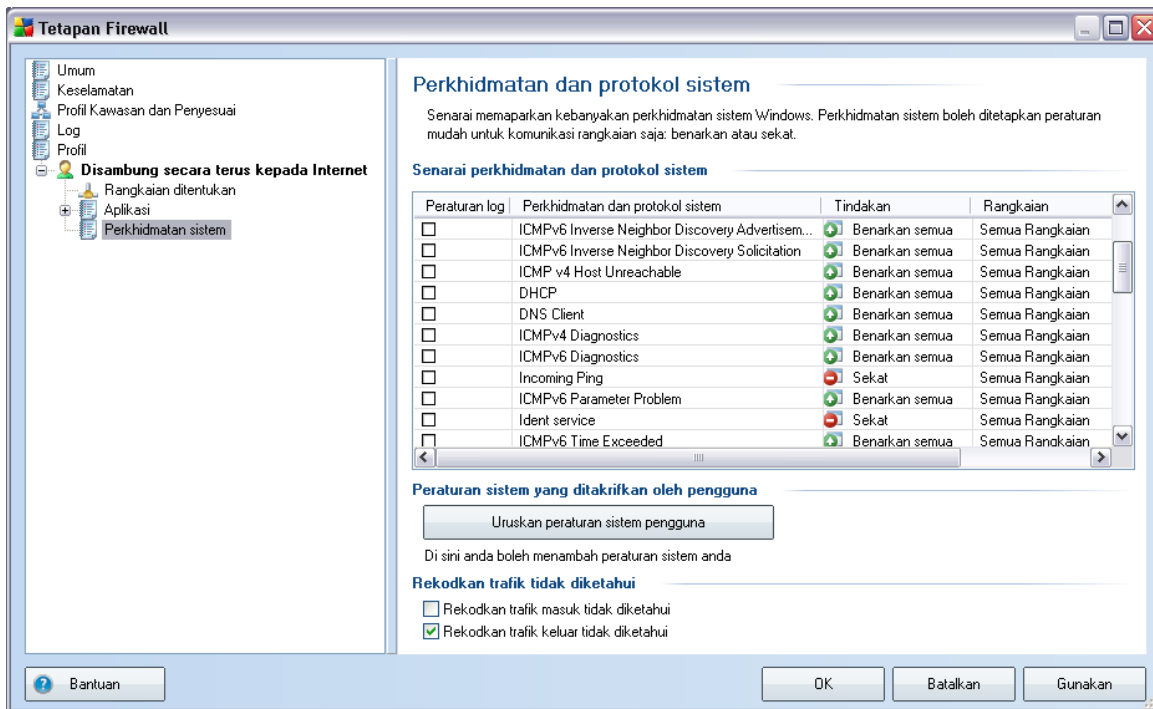 Tetapan Firewall
Umum
Keselamatan
Profil Kawasan dan Penyesuai
Log
Profil
Disambung secara terus kepada Internet
Rangkaian ditentukan
Aplikasi
Perkhidmatan sistem
Perkhidmatan dan protokol sistem
Senarai memaparkan kebanyakan perkhidmatan sistem Windows. Perkhidmatan sistem boleh ditetapkan peraturan
mudah untuk komunikasi rangkaian saja: benarkan atau sekat.
Senarai perkhidmatan dan protokol sistem
Peraturan log Perkhidmatan dan protokol sistem Tindakan Rangkaian
ICMPv6 Inverse Neighbor Discovery Advertisem... Benarkan semua Semua Rangkaian
ICMPv6 Inverse Neighbor Discovery Solicitation Benarkan semua Semua Rangkaian
ICMP v4 Host Unreachable Benarkan semua Semua Rangkaian
DHCP Benarkan semua Semua Rangkaian
DNS Client Benarkan semua Semua Rangkaian
ICMPv4 Diagnostics Benarkan semua Semua Rangkaian
ICMPv6 Diagnostics Benarkan semua Semua Rangkaian
Incoming Ping Sekat Semua Rangkaian
ICMPv6 Parameter Problem Benarkan semua Semua Rangkaian
Ident service Sekat Semua Rangkaian
ICMPv6 Time Exceeded Benarkan semua Semua Rangkaian
Peraturan sistem yang ditakrifkan oleh pengguna
Uruskan peraturan sistem pengguna
Di sini anda boleh menambah peraturan sistem anda
Rekodkan trafik tidak diketahui
Rekodkan trafik masuk tidak diketahui
Rekodkan trafik keluar tidak diketahui
Bantuan
OK
Batalkan
Gunakan